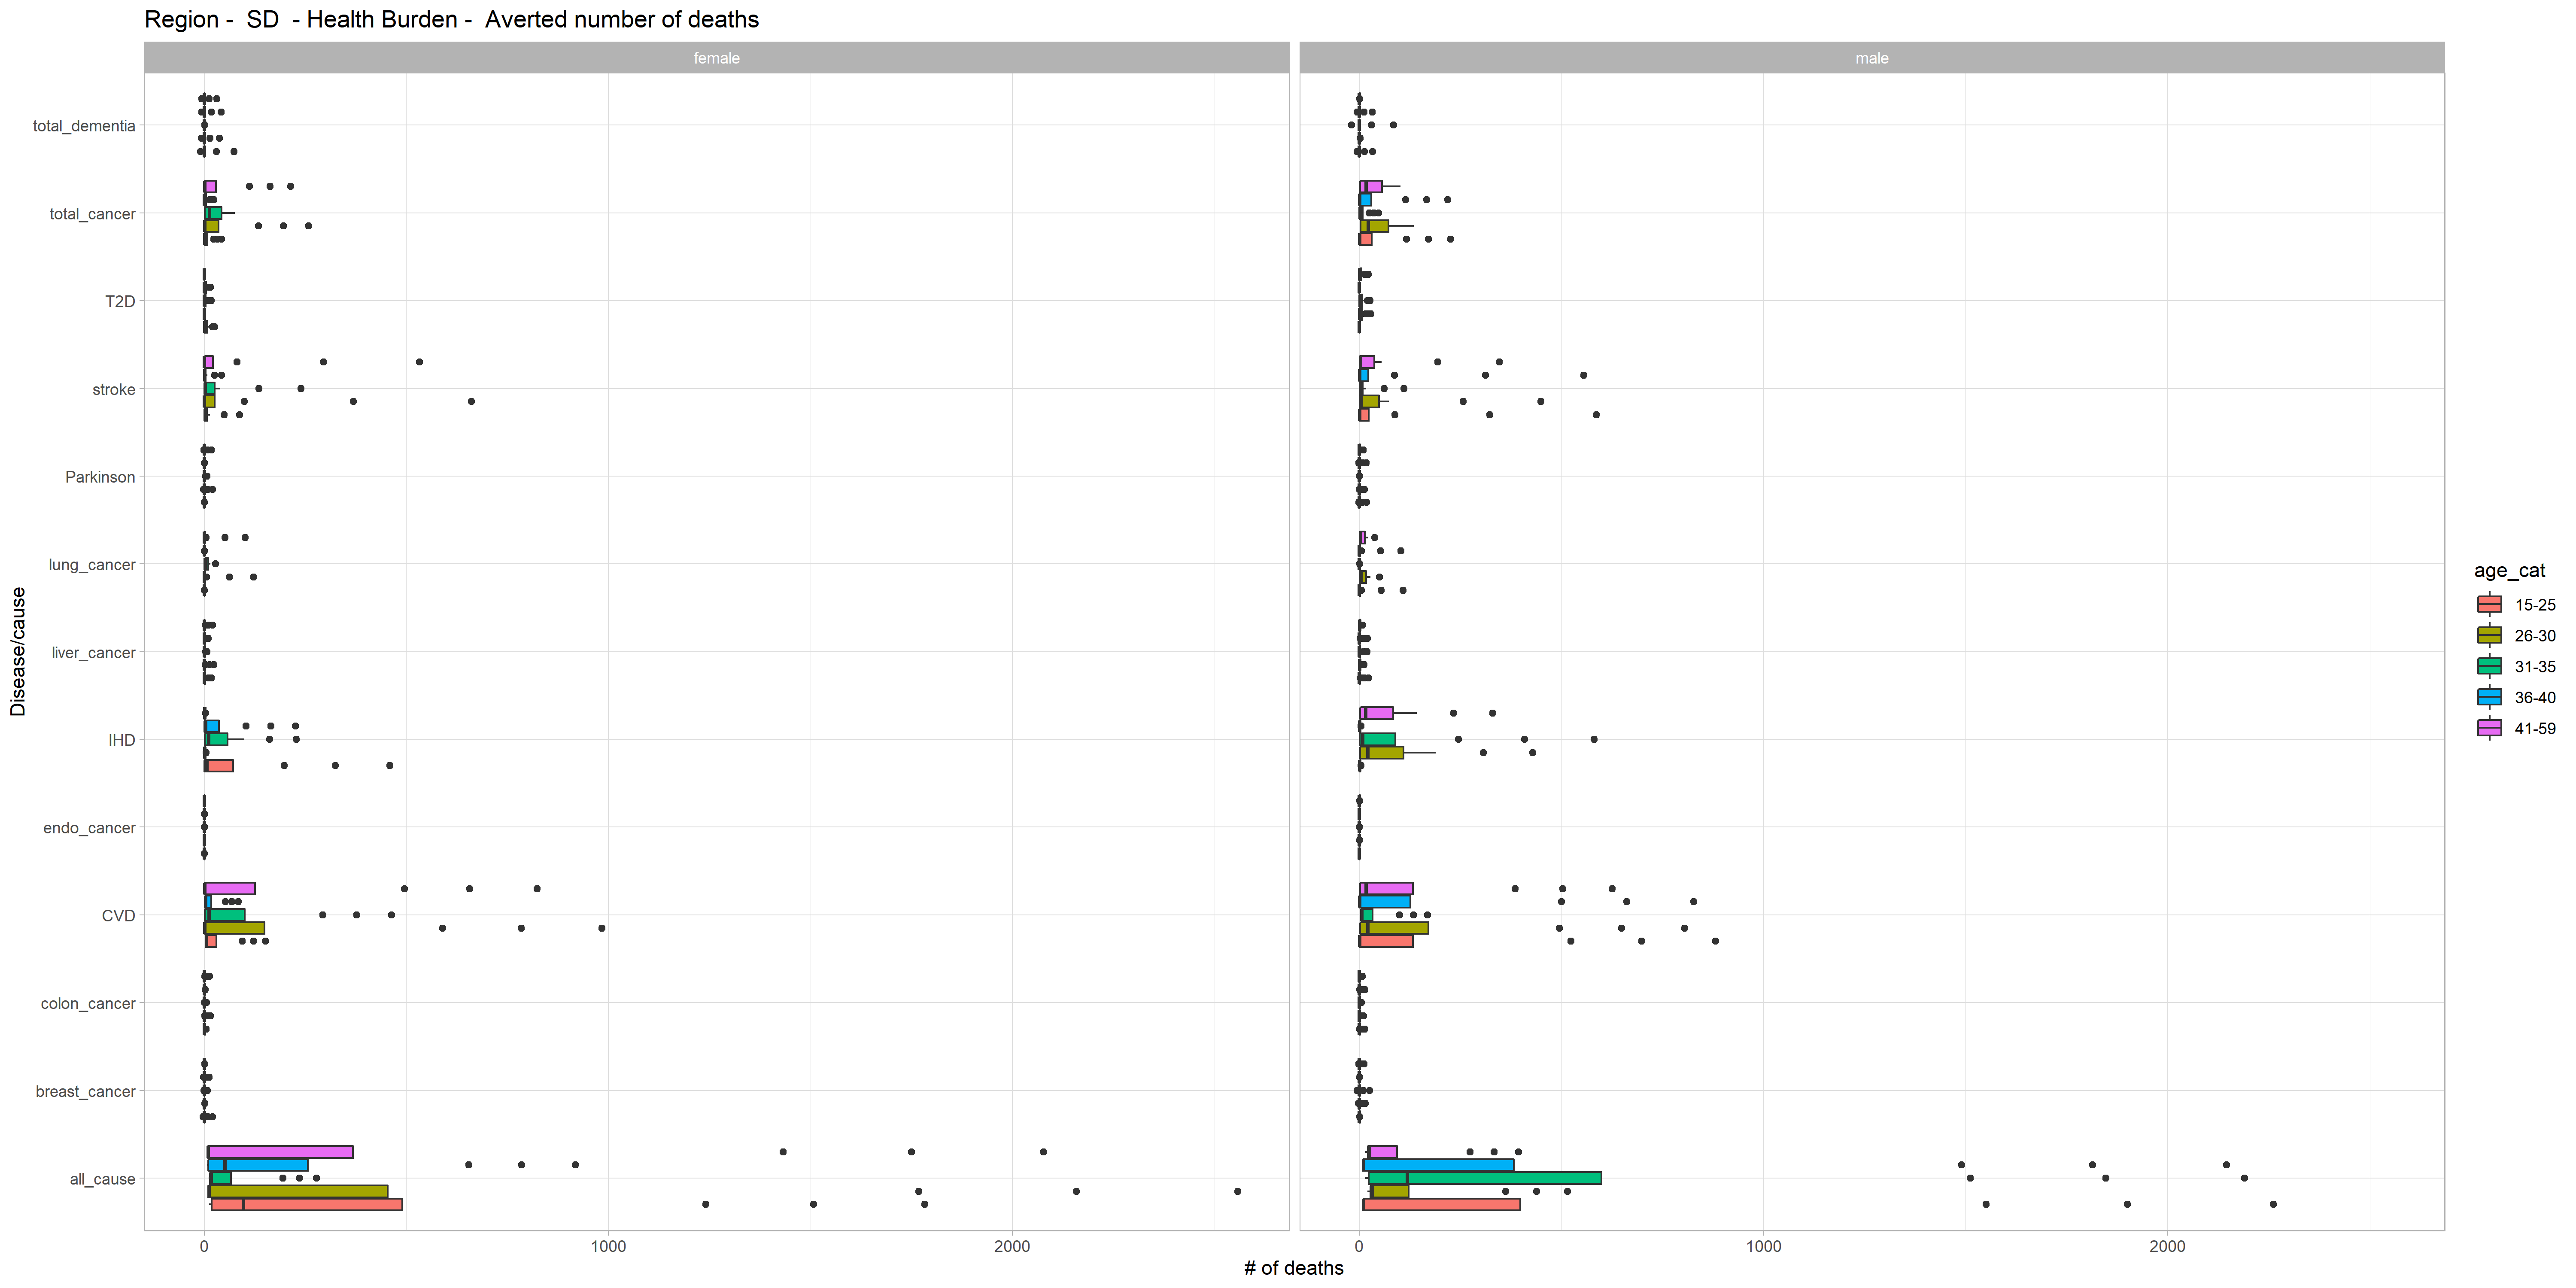 Region -  SD  - Health Burden -  Averted number of deaths
female
male
total_dementia
total_cancer
T2D
stroke
Parkinson
lung_cancer
liver_cancer
IHD
endo_cancer
CVD
colon_cancer
breast_cancer
all_cause
Disease/cause
0
1000
2000
0
1000
2000
# of deaths
age_cat
15-25
26-30
31-35
36-40
41-59